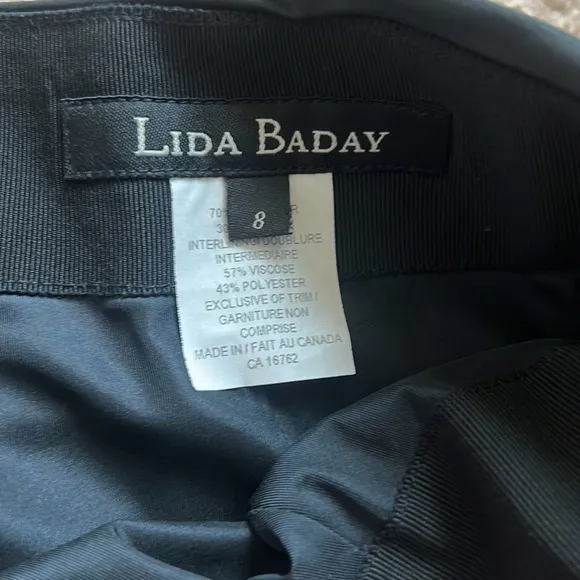 LIDA BADAY
8
INTERLINING/DOUBLURE
INTERMEDIAIRE
57% VISCOSE
43% POLYESTER
EXCLUSIVE OF TRIM /
GARNITURE NON
COMPRISE
MADE IN / FAIT AU CANADA
CA 16762